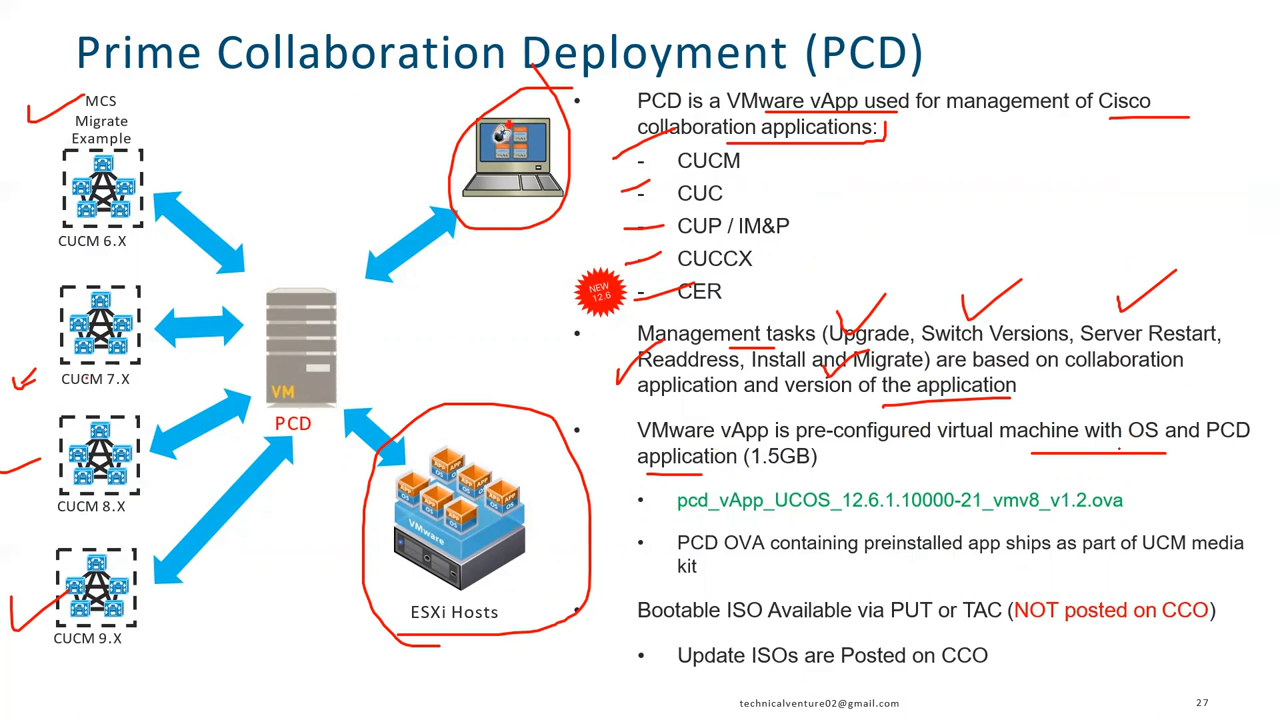 Prime Collaboration Deployment (PCD)
MCS
Migrate
Example
CUCM 6.X
CUCM 7.X
CUCM 8.X
CUCM 9.X
VM
PCD
APP
OS
VMware
ESXi Hosts
• PCD is a VMware vApp used for management of Cisco
collaboration applications:
- CUCM
- CUC
- CUP / IM&P
- CUCCX
NEW
12.6
- CER
• Management tasks (Upgrade, Switch Versions, Server Restart,
Readdress, Install and Migrate) are based on collaboration
application and version of the application
• VMware vApp is pre-configured virtual machine with OS and PCD
application (1.5GB)
• pcd_vApp_UCOS_12.6.1.10000-21_vmv8_v1.2.ova
• PCD OVA containing preinstalled app ships as part of UCM media
kit
• Bootable ISO Available via PUT or TAC (NOT posted on CCO)
• Update ISOs are Posted on CCO
technicalventure02@gmail.com
27